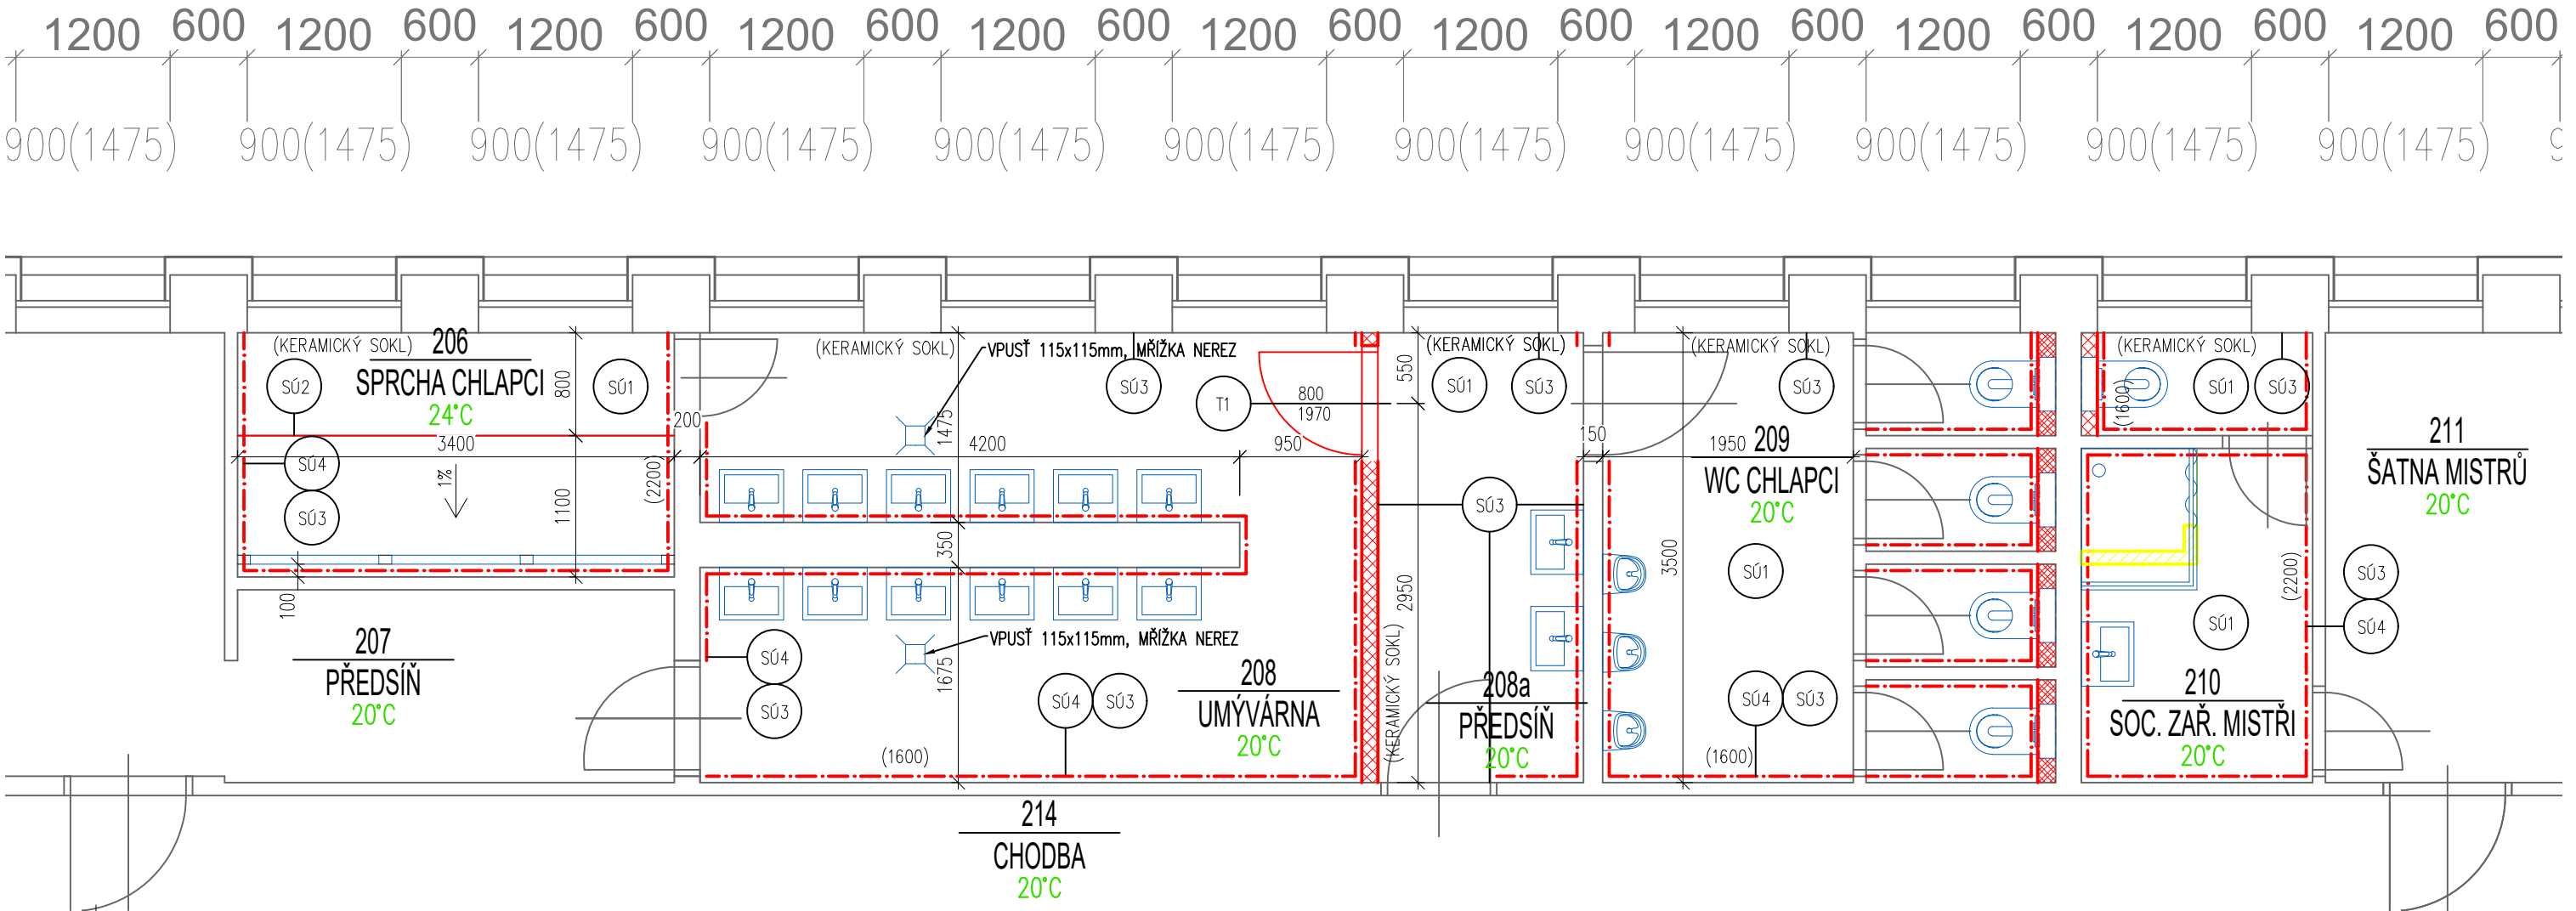 1200 600 1200 600 1200 600 1200 600 1200 600 1200 600 1200 600 1200 600 1200 600 1200 600 1200 600
900(1475) 900(1475) 900(1475) 900(1475) 900(1475) 900(1475) 900(1475) 900(1475) 900(1475) 900(1475) 900(1475)
(KERAMICKÝ SOKL)
206
SPRCHA CHLAPCI
24°C
SÚ2
SÚ1
800
SÚ4
SÚ3
3400
1%
1100
(2200)
200
100
207
PŘEDSÍŇ
20°C
(KERAMICKÝ SOKL)
VPUSŤ 115x115mm, MŘÍŽKA NEREZ
SÚ3
T1
800
1970
1475
4200
950
350
VPUSŤ 115x115mm, MŘÍŽKA NEREZ
1675
SÚ4
SÚ3
SÚ4
SÚ3
(1600)
208
UMÝVÁRNA
20°C
550
(KERAMICKÝ SOKL)
SÚ1
SÚ3
SÚ3
2950
(KERAMICKÝ SOKL)
208a
PŘEDSÍŇ
20°C
150
(KERAMICKÝ SOKL)
SÚ3
1950
209
WC CHLAPCI
20°C
3500
SÚ1
SÚ4
SÚ3
(1600)
(KERAMICKÝ SOKL)
(1600)
SÚ1
SÚ3
(2200)
SÚ1
210
SOC. ZAŘ. MISTŘI
20°C
211
ŠATNA MISTRŮ
20°C
SÚ3
SÚ4
214
CHODBA
20°C